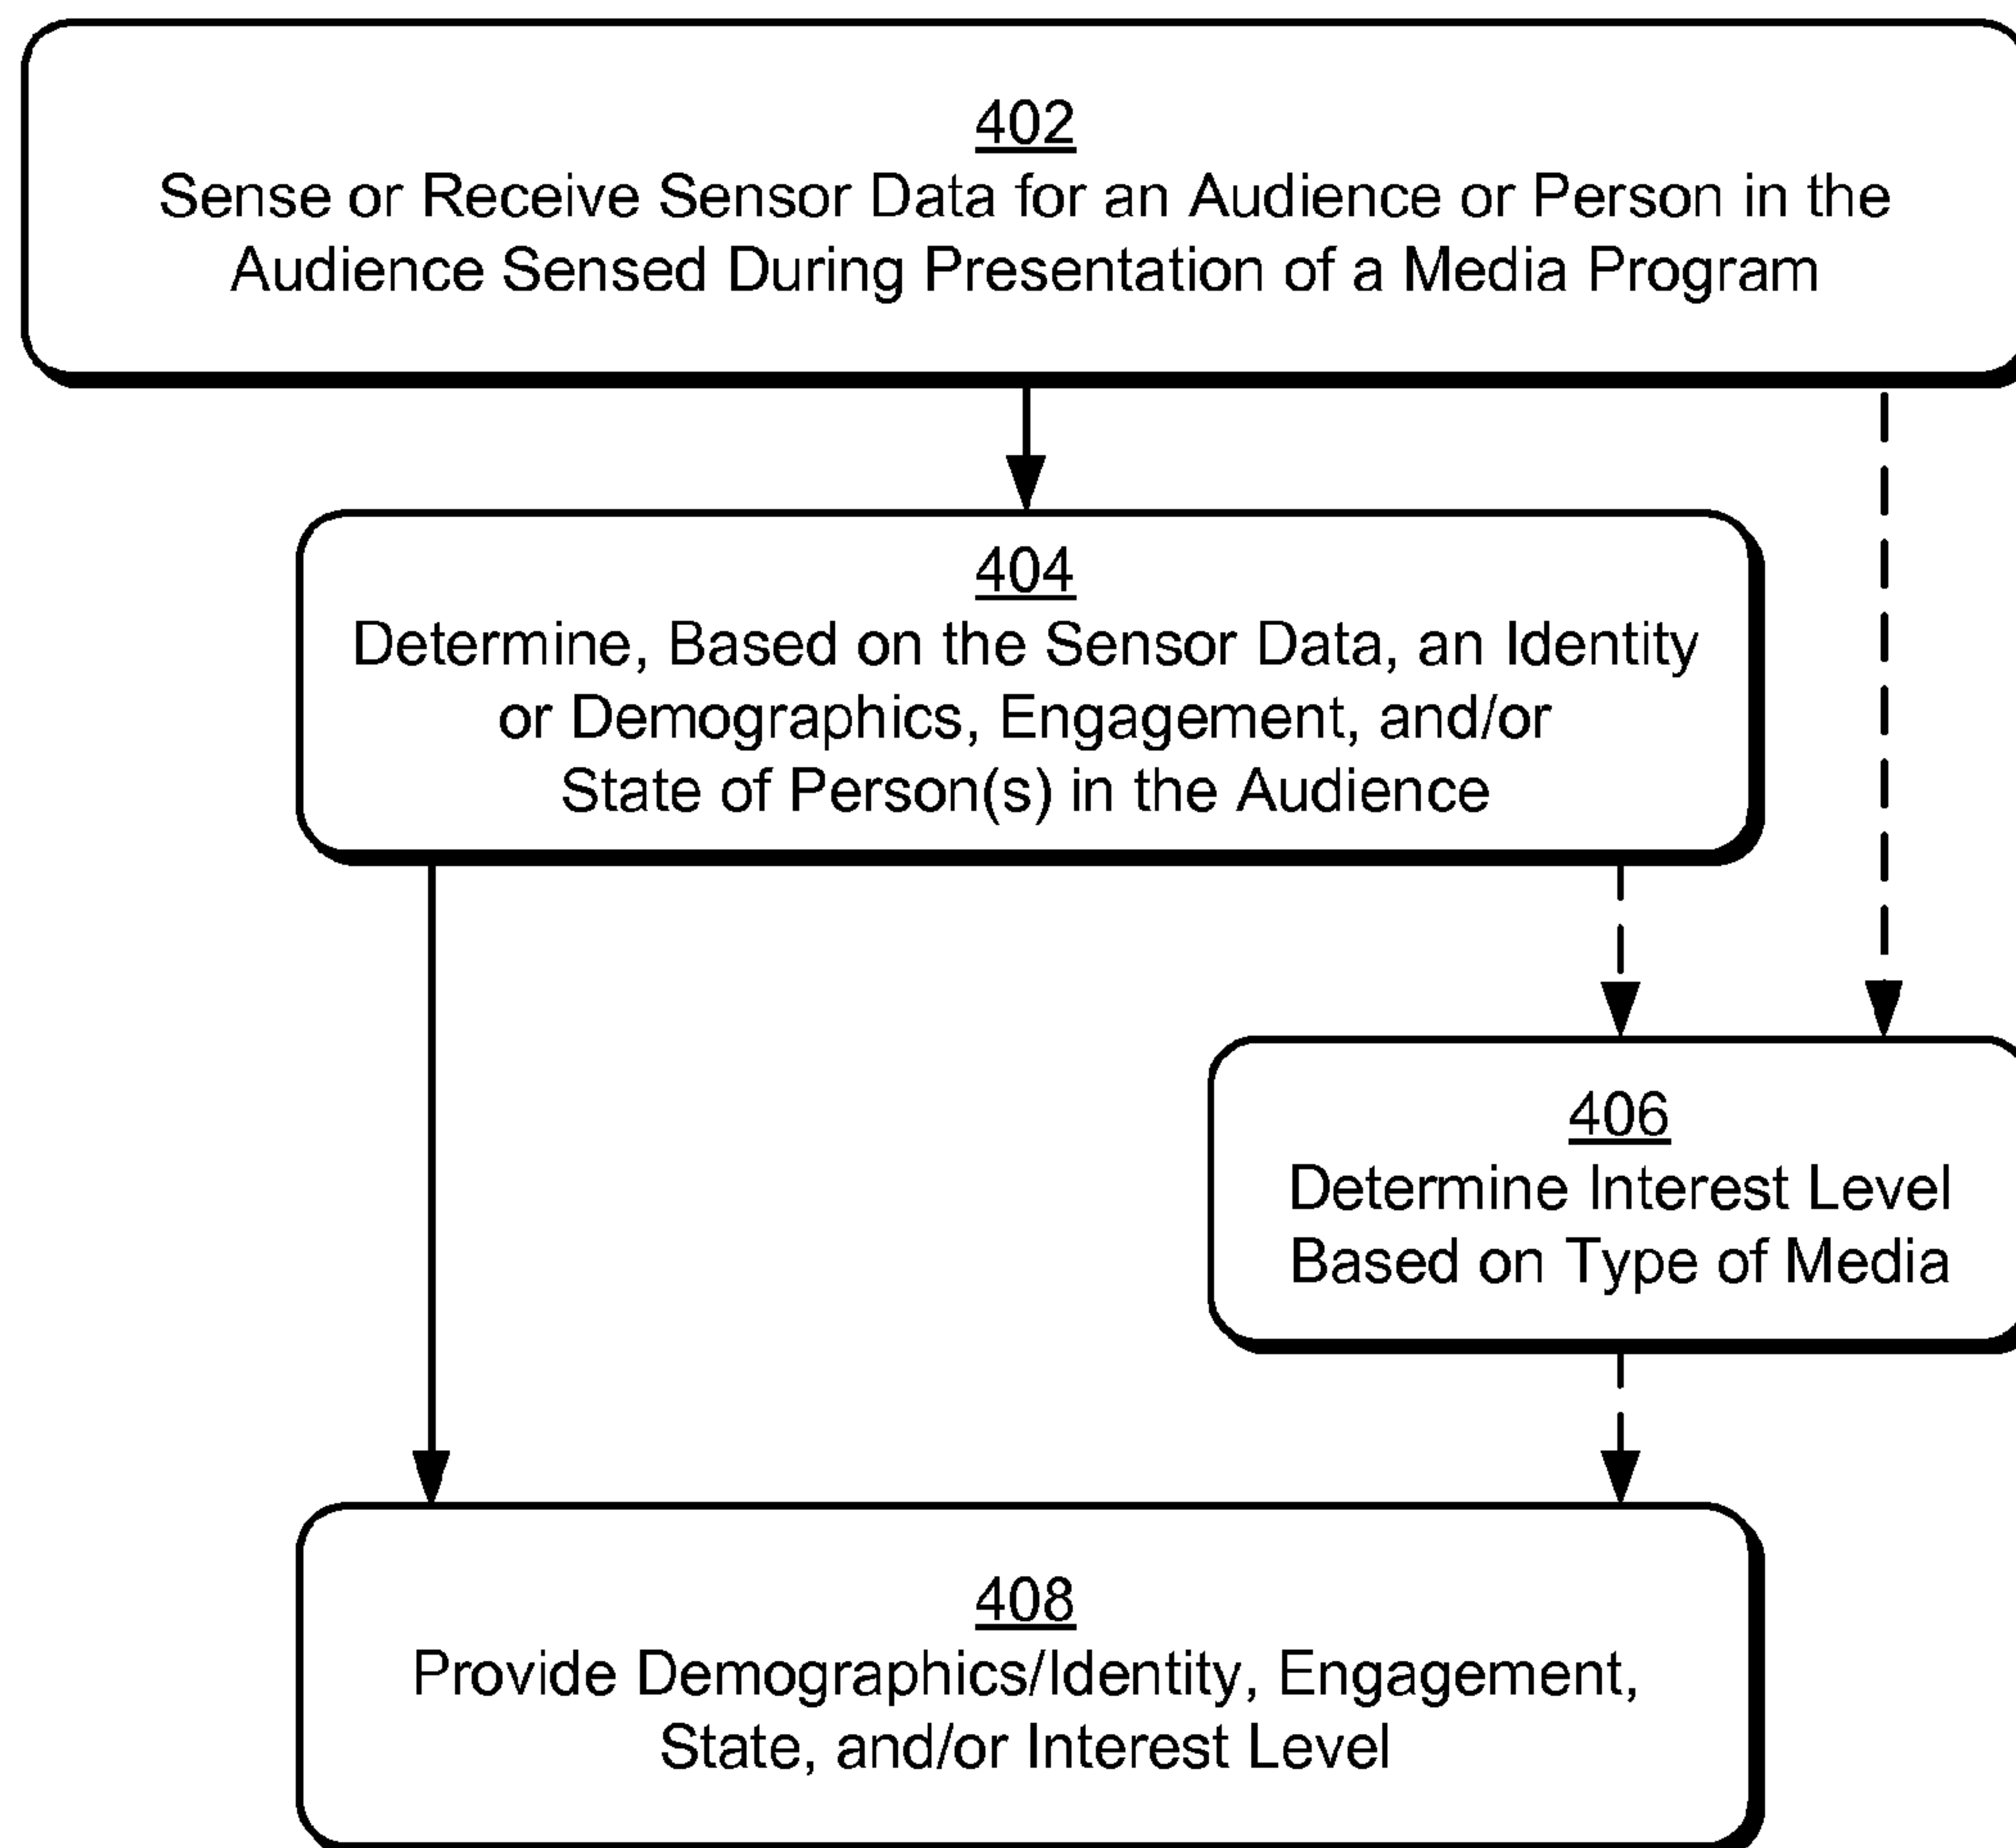 402
Sense or Receive Sensor Data for an Audience or Person in the
Audience Sensed During Presentation of a Media Program
404
Determine, Based on the Sensor Data, an Identity
or Demographics, Engagement, and/or
State of Person(s) in the Audience
406
Determine Interest Level
Based on Type of Media
408
Provide Demographics/Identity, Engagement,
State, and/or Interest Level